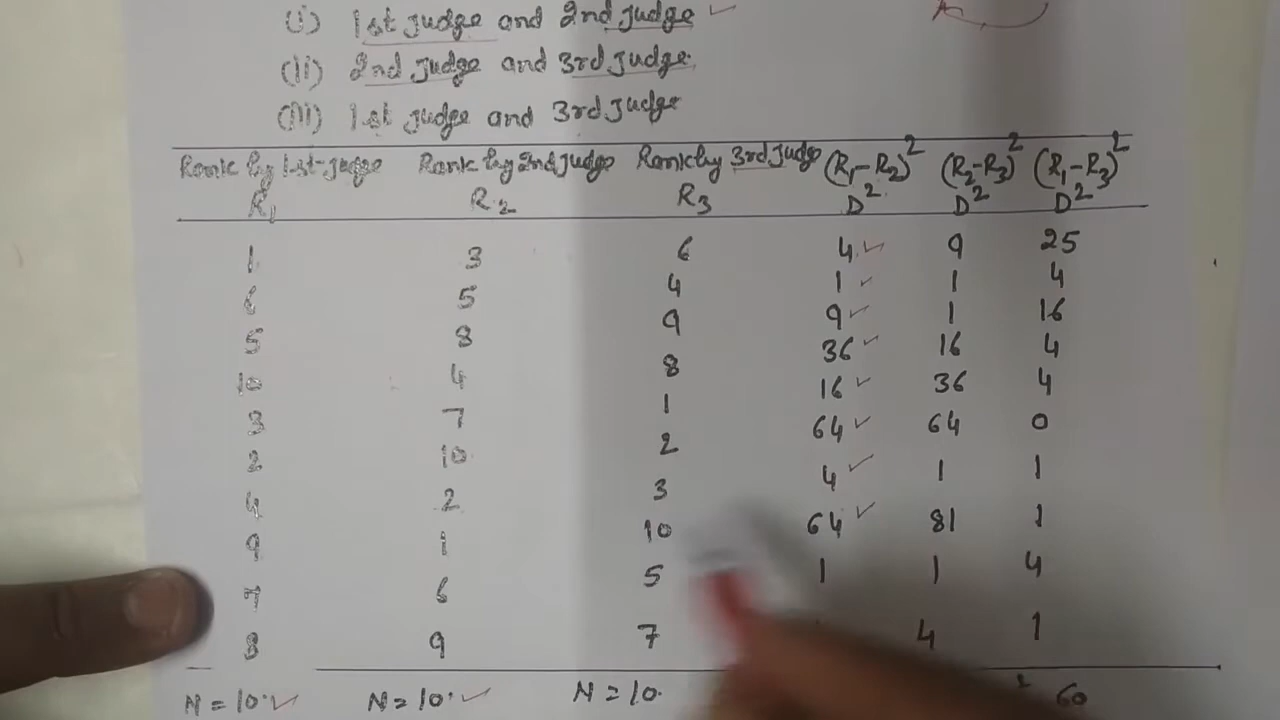 (i) 1st judge and 2nd judge
(ii) 2nd judge and 3rd judge.
(iii) 1st judge and 3rd judge
Rank by 1st judge Rank by 2nd judge Rank by 3rd judge (R₁-R₂)² (R₂-R₃)² (R₁-R₃)²
R₁ R₂ R₃ D² D² D²
1 3 6 4 9 25
6 5 4 1 1 4
5 8 9 9 1 16
10 4 8 36 16 4
3 7 1 16 36 4
2 10 2 64 64 0
4 2 3 4 1 1
9 1 10 64 81 1
7 6 5 1 1 4
8 9 7 4 1
N = 10 N = 10 N = 10 60